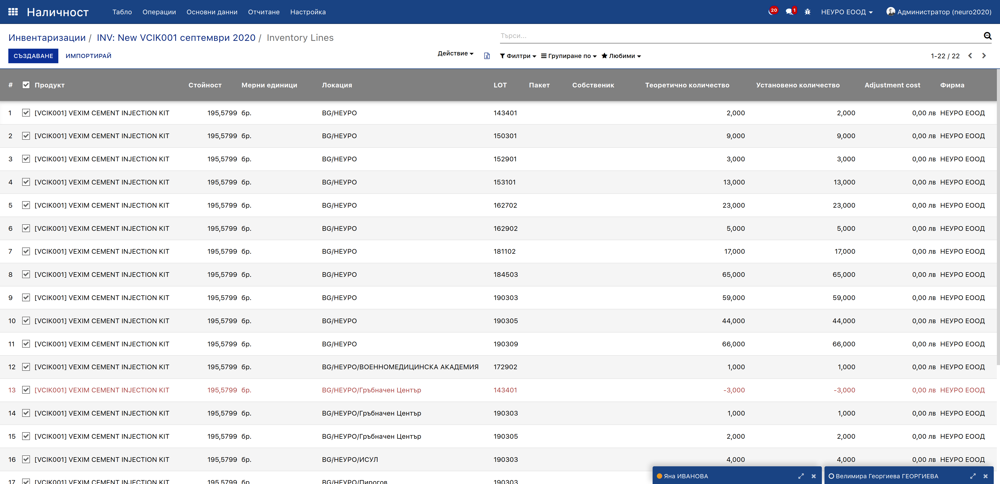 Наличност Табло Операции Основни данни Отчитане Настройка 20 1 НЕУРО ЕООД Администратор (neuro2020)
Инвентаризации / INV: New VCIK001 септември 2020 / Inventory Lines Търси...
СЪЗДАВАНЕ ИМПОРТИРАЙ Действие Филтри Групиране по Любими 1-22 / 22
# Продукт Стойност Мерни единици Локация LOT Пакет Собственик Теоретично количество Установено количество Adjustment cost Фирма
1 [VCIK001] VEXIM CEMENT INJECTION KIT 195,5799 бр. BG/НЕУРО 143401 2,000 2,000 0,00 лв НЕУРО ЕООД
2 [VCIK001] VEXIM CEMENT INJECTION KIT 195,5799 бр. BG/НЕУРО 150301 9,000 9,000 0,00 лв НЕУРО ЕООД
3 [VCIK001] VEXIM CEMENT INJECTION KIT 195,5799 бр. BG/НЕУРО 152901 3,000 3,000 0,00 лв НЕУРО ЕООД
4 [VCIK001] VEXIM CEMENT INJECTION KIT 195,5799 бр. BG/НЕУРО 153101 13,000 13,000 0,00 лв НЕУРО ЕООД
5 [VCIK001] VEXIM CEMENT INJECTION KIT 195,5799 бр. BG/НЕУРО 162702 23,000 23,000 0,00 лв НЕУРО ЕООД
6 [VCIK001] VEXIM CEMENT INJECTION KIT 195,5799 бр. BG/НЕУРО 162902 5,000 5,000 0,00 лв НЕУРО ЕООД
7 [VCIK001] VEXIM CEMENT INJECTION KIT 195,5799 бр. BG/НЕУРО 181102 17,000 17,000 0,00 лв НЕУРО ЕООД
8 [VCIK001] VEXIM CEMENT INJECTION KIT 195,5799 бр. BG/НЕУРО 184503 65,000 65,000 0,00 лв НЕУРО ЕООД
9 [VCIK001] VEXIM CEMENT INJECTION KIT 195,5799 бр. BG/НЕУРО 190303 59,000 59,000 0,00 лв НЕУРО ЕООД
10 [VCIK001] VEXIM CEMENT INJECTION KIT 195,5799 бр. BG/НЕУРО 190305 44,000 44,000 0,00 лв НЕУРО ЕООД
11 [VCIK001] VEXIM CEMENT INJECTION KIT 195,5799 бр. BG/НЕУРО 190309 66,000 66,000 0,00 лв НЕУРО ЕООД
12 [VCIK001] VEXIM CEMENT INJECTION KIT 195,5799 бр. BG/НЕУРО/ВОЕННОМЕДИЦИНСКА АКАДЕМИЯ 172902 1,000 1,000 0,00 лв НЕУРО ЕООД
13 [VCIK001] VEXIM CEMENT INJECTION KIT 195,5799 бр. BG/НЕУРО/Гръбначен Център 143401 -3,000 -3,000 0,00 лв НЕУРО ЕООД
14 [VCIK001] VEXIM CEMENT INJECTION KIT 195,5799 бр. BG/НЕУРО/Гръбначен Център 190303 1,000 1,000 0,00 лв НЕУРО ЕООД
15 [VCIK001] VEXIM CEMENT INJECTION KIT 195,5799 бр. BG/НЕУРО/Гръбначен Център 190305 2,000 2,000 0,00 лв НЕУРО ЕООД
16 [VCIK001] VEXIM CEMENT INJECTION KIT 195,5799 бр. BG/НЕУРО/ИСУЛ 190303 4,000 4,000 0,00 лв НЕУРО ЕООД
17 [VCIK001] VEXIM CEMENT INJECTION KIT 195,5799 бр. BG/НЕУРО/Пирогов 190303
Яна ИВАНОВА Велимира Георгиева ГЕОРГИЕВА